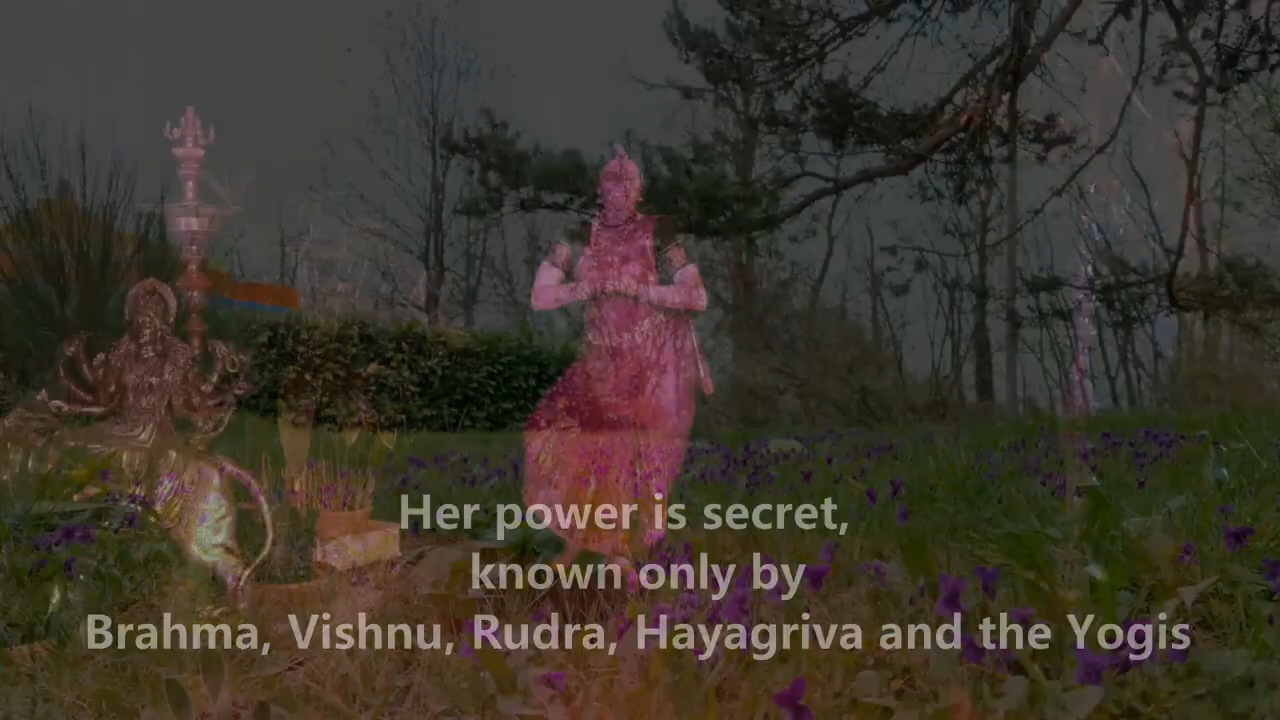 Her power is secret,
known only by
Brahma, Vishnu, Rudra, Hayagriva and the Yogis